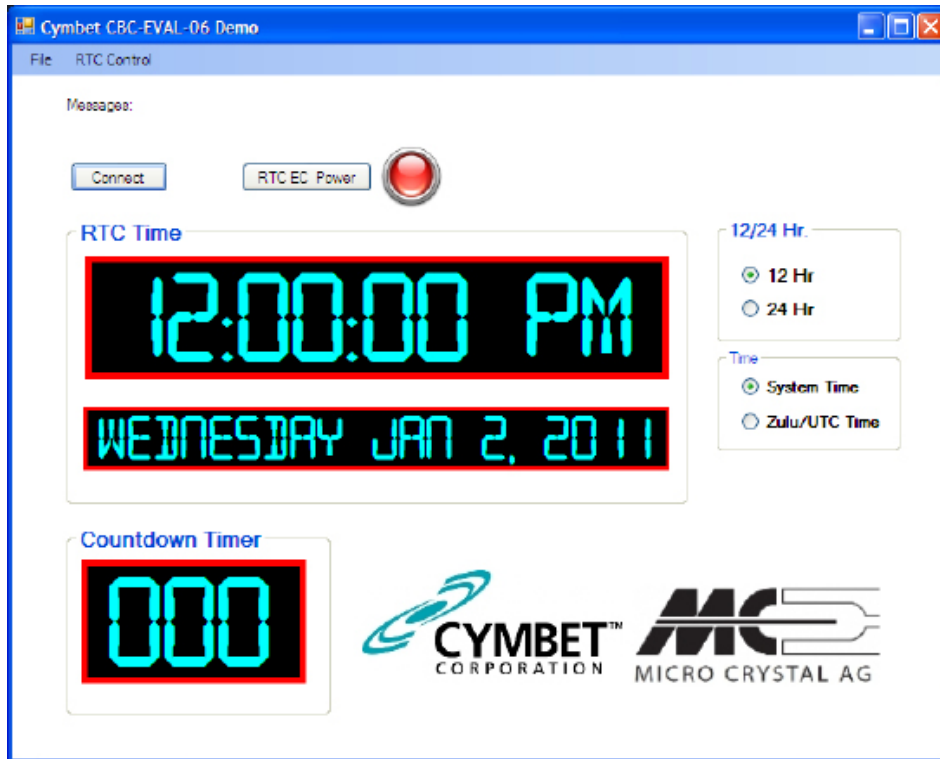 Cymbet CBC-EVAL-06 Demo
File RTC Control
Messages:
Connect RTC EC Power
RTC Time
12:00:00 PM
WEDNESDAY JAN 2, 2011
12/24 Hr.
12 Hr
24 Hr
Time
System Time
Zulu/UTC Time
Countdown Timer
000
CYMBET™
CORPORATION
MC
MICRO CRYSTAL AG